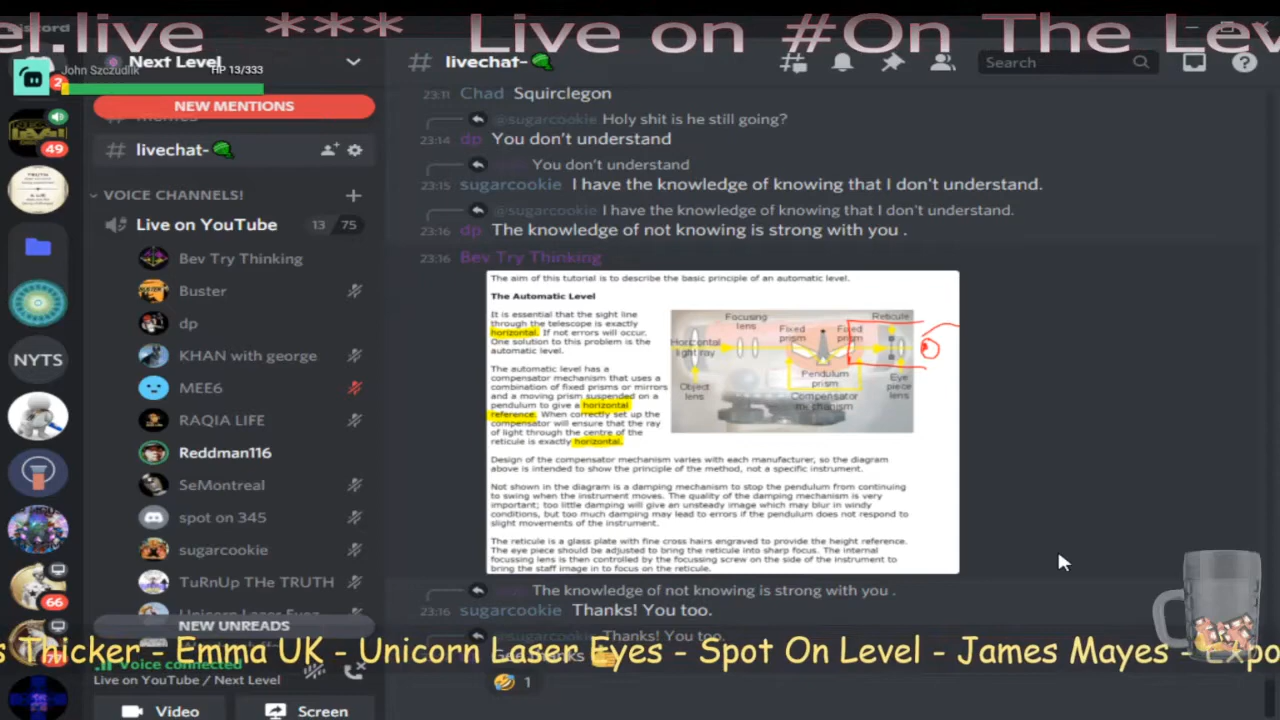 el.live *** Live on #On The Leve
Discord
John Szczudlik
Next Level
HP 13/333
2
NEW MENTIONS
# livechat-
VOICE CHANNELS!
Live on YouTube 13 75
Bev Try Thinking
Buster
dp
KHAN with george
MEE6
RAQIA LIFE
Reddman116
SeMontreal
spot on 345
sugarcookie
TuRnUp THe TRUTH
Unicorn Laser Eyez
NEW UNREADS
Voice connected
Live on YouTube / Next Level
Video
Screen
49
NYTS
66
77
# livechat-
Search
23:11 Chad Squirclegon
@sugarcookie Holy shit is he still going?
23:14 dp You don't understand
You don't understand
23:15 sugarcookie I have the knowledge of knowing that I don't understand.
@sugarcookie I have the knowledge of knowing that I don't understand.
23:16 dp The knowledge of not knowing is strong with you .
23:16 Bev Try Thinking
The aim of this tutorial is to describe the basic principle of an automatic level.
The Automatic Level
It is essential that the sight line
through the telescope is exactly
horizontal. If not errors will occur.
One solution to this problem is the
automatic level.
The automatic level has a
compensator mechanism that uses a
combination of fixed prisms or mirrors
and a moving prism suspended on a
pendulum to give a horizontal
reference. When correctly set up the
compensator will ensure that the ray
of light through the centre of the
reticule is exactly horizontal.
Focusing
lens
Fixed
prism
Fixed
prism
Reticule
Horizontal
light ray
Object
lens
Pendulum
prism
Compensator
mechanism
Eye
piece
lens
Design of the compensator mechanism varies with each manufacturer, so the diagram
above is intended to show the principle of the method, not a specific instrument.
Not shown in the diagram is a damping mechanism to stop the pendulum from continuing
to swing when the instrument moves. The quality of the damping mechanism is very
important; too little damping will give an unsteady image which may blur in windy
conditions, but too much damping may lead to errors if the pendulum does not respond to
slight movements of the instrument.
The reticule is a glass plate with fine cross hairs engraved to provide the height reference.
The eye piece should be adjusted to bring the reticule into sharp focus. The internal
focussing lens is then controlled by the focussing screw on the side of the instrument to
bring the staff image in to focus on the reticule.
The knowledge of not knowing is strong with you .
23:16 sugarcookie Thanks! You too.
@sugarcookie Thanks! You too.
1
s Thicker - Emma UK - Unicorn Laser Eyes - Spot On Level - James Mayes - Expo